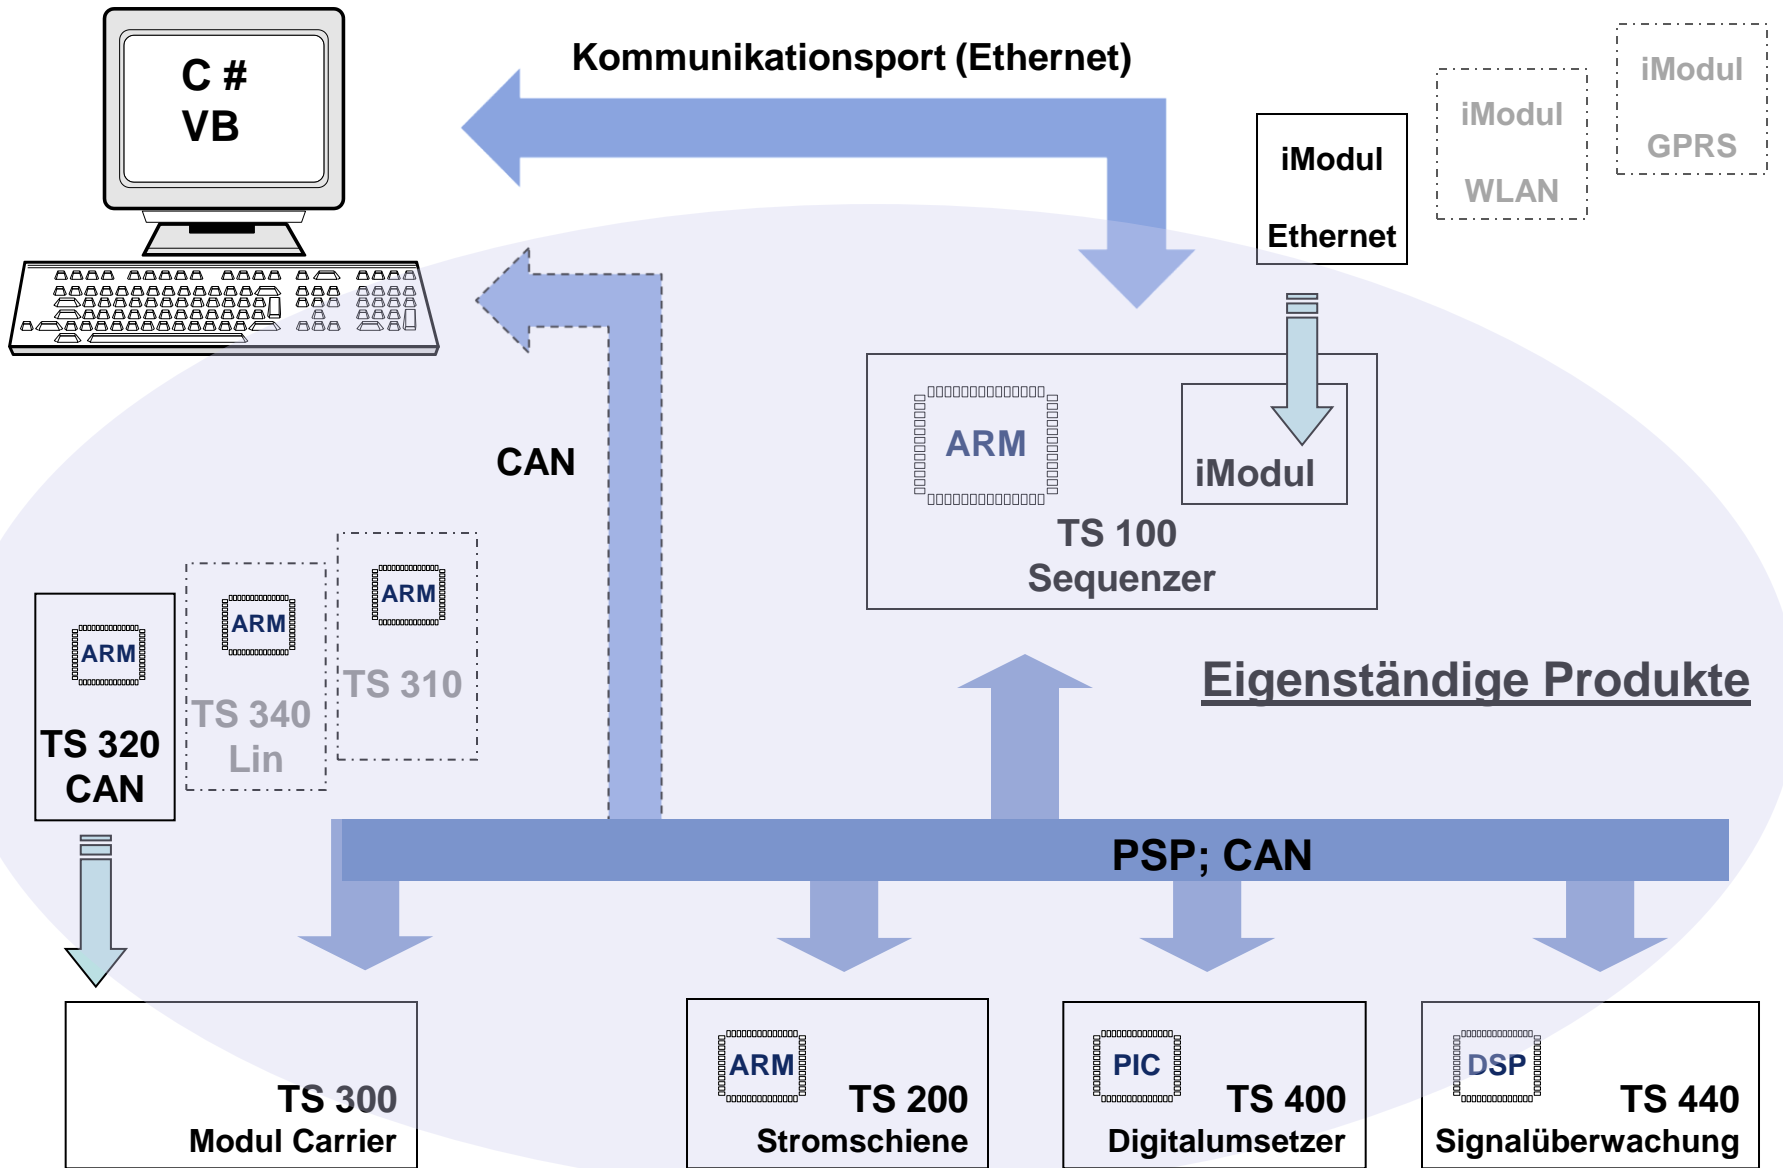 C #
VB
Kommunikationsport (Ethernet)
iModul
Ethernet
iModul
WLAN
iModul
GPRS
CAN
ARM
iModul
TS 100
Sequenzer
ARM
TS 320
CAN
ARM
TS 340
Lin
ARM
TS 310
Eigenständige Produkte
PSP; CAN
TS 300
Modul Carrier
ARM
TS 200
Stromschiene
PIC
TS 400
Digitalumsetzer
DSP
TS 440
Signalüberwachung